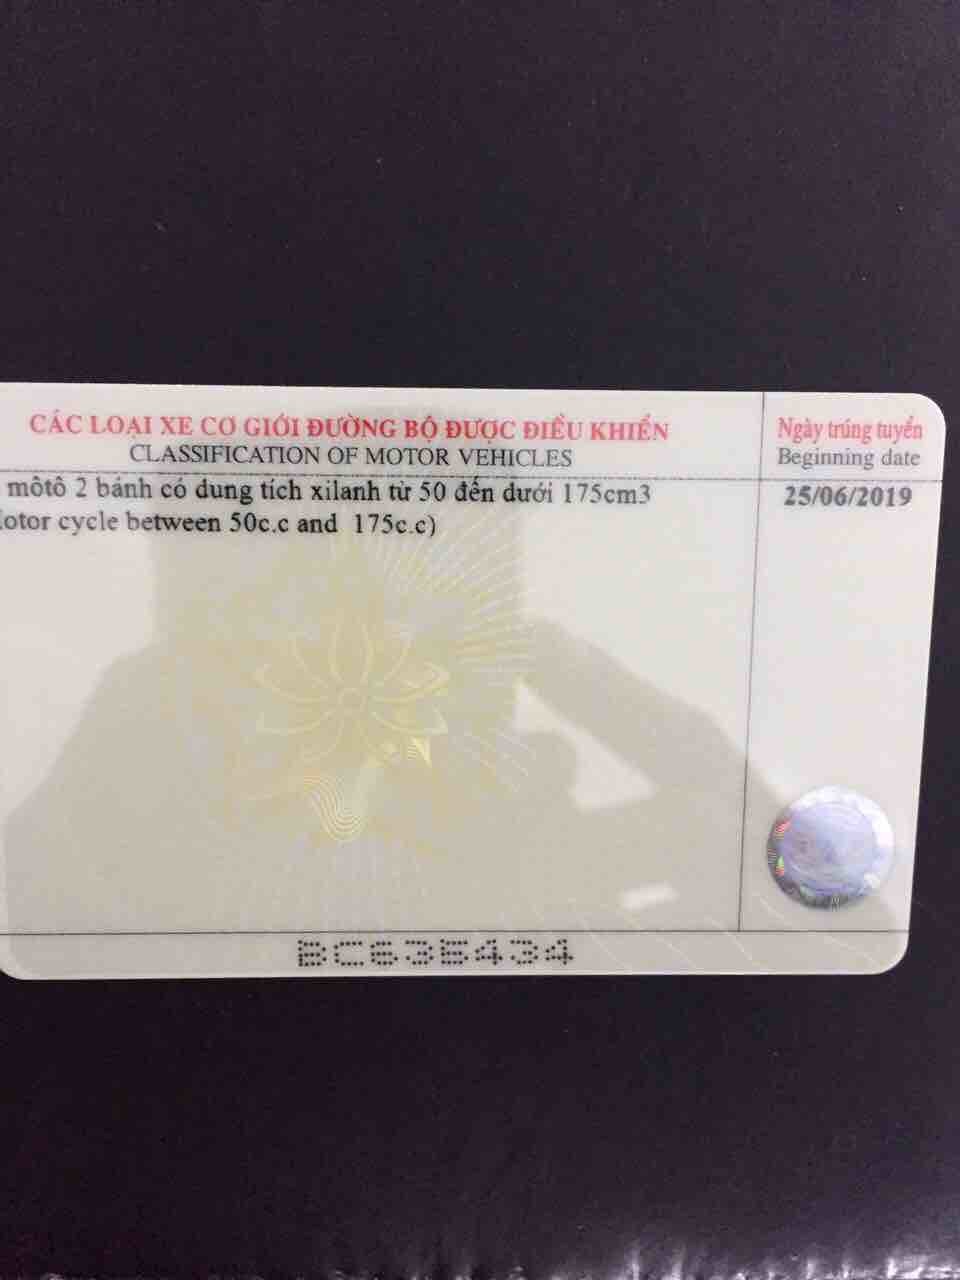 CÁC LOẠI XE CƠ GIỚI ĐƯỜNG BỘ ĐƯỢC ĐIỀU KHIỂN
CLASSIFICATION OF MOTOR VEHICLES
Ngày trúng tuyển
Beginning date
môtô 2 bánh có dung tích xilanh từ 50 đến dưới 175cm3
25/06/2019
otor cycle between 50c.c and 175c.c)
BC635434